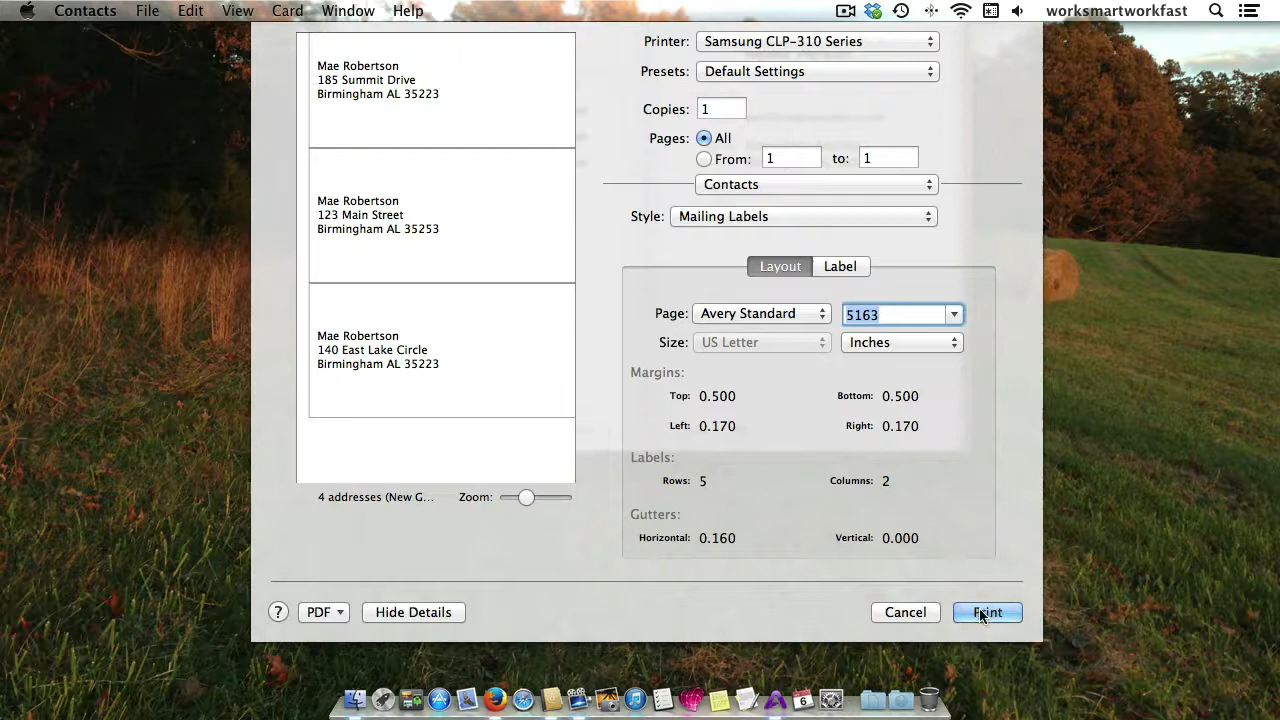 Contacts File Edit View Card Window Help worksmartworkfast
Mae Robertson
185 Summit Drive
Birmingham AL 35223
Mae Robertson
123 Main Street
Birmingham AL 35253
Mae Robertson
140 East Lake Circle
Birmingham AL 35223
4 addresses (New G... Zoom:
Printer: Samsung CLP-310 Series
Presets: Default Settings
Copies: 1
Pages: All
From: 1 to: 1
Contacts
Style: Mailing Labels
Layout Label
Page: Avery Standard 5163
Size: US Letter Inches
Margins:
Top: 0.500 Bottom: 0.500
Left: 0.170 Right: 0.170
Labels:
Rows: 5 Columns: 2
Gutters:
Horizontal: 0.160 Vertical: 0.000
? PDF Hide Details Cancel Print
6